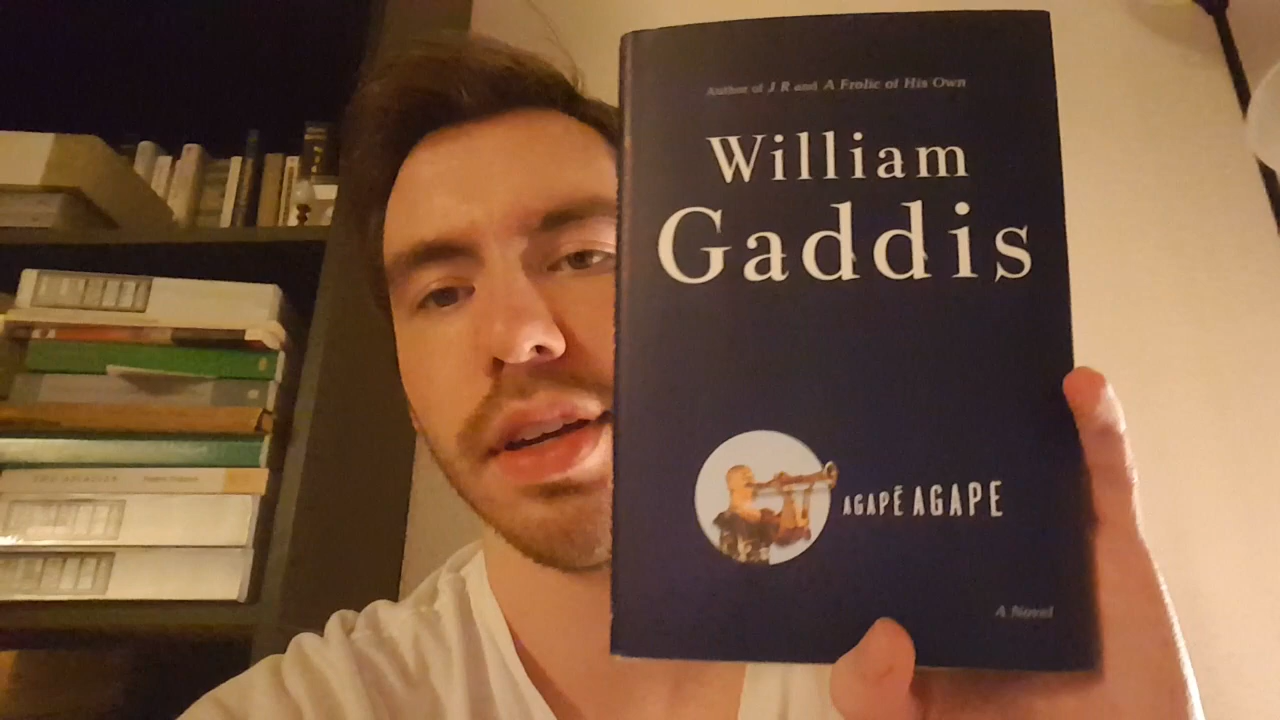 Author of J R and A Frolic of His Own
William
Gaddis
AGAPĒ AGAPE
A Novel